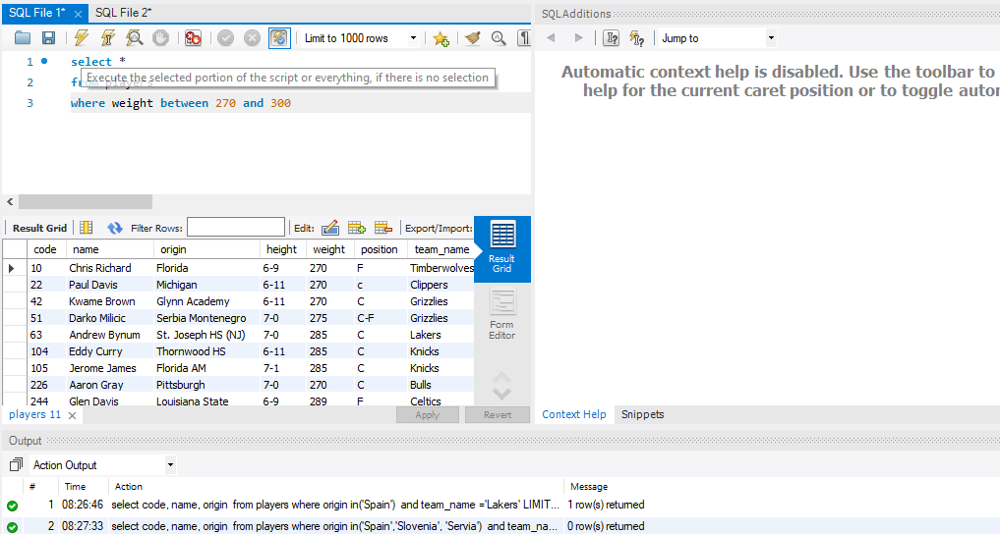 SQL File 1* SQL File 2*
Limit to 1000 rows
1 select *
Execute the selected portion of the script or everything, if there is no selection
2 from players
3 where weight between 270 and 300
Result Grid Filter Rows: Edit: Export/Import:
code name origin height weight position team_name
10 Chris Richard Florida 6-9 270 F Timberwolves
22 Paul Davis Michigan 6-11 270 c Clippers
42 Kwame Brown Glynn Academy 6-11 270 C Grizzlies
51 Darko Milicic Serbia Montenegro 7-0 275 C-F Grizzlies
63 Andrew Bynum St. Joseph HS (NJ) 7-0 285 C Lakers
104 Eddy Curry Thornwood HS 6-11 285 C Knicks
105 Jerome James Florida AM 7-1 285 C Knicks
226 Aaron Gray Pittsburgh 7-0 270 C Bulls
244 Glen Davis Louisiana State 6-9 289 F Celtics
Result
Grid
Form
Editor
players 11 Apply Revert
SQLAdditions
Jump to
Automatic context help is disabled. Use the toolbar to
help for the current caret position or to toggle auto
Context Help Snippets
Output
Action Output
# Time Action Message
1 08:26:46 select code, name, origin from players where origin in('Spain') and team_name ='Lakers' LIMIT... 1 row(s) returned
2 08:27:33 select code, name, origin from players where origin in('Spain','Slovenia', 'Servia') and team_na... 0 row(s) returned